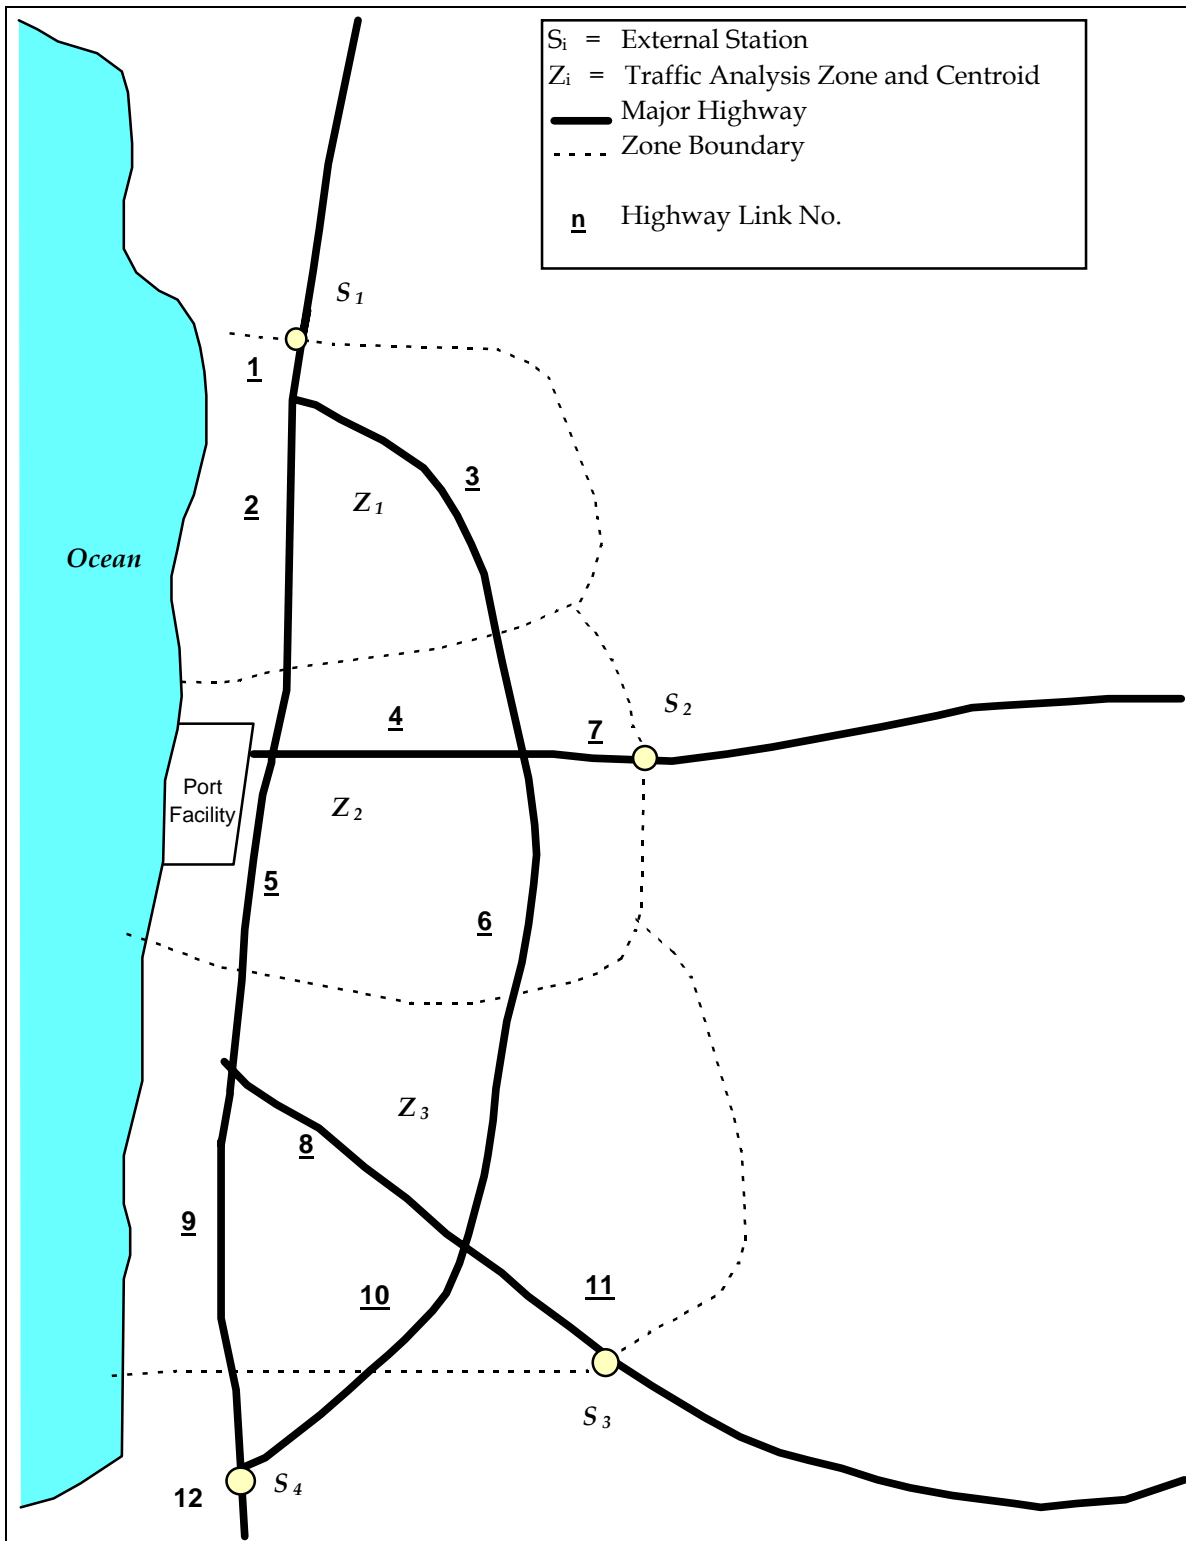 Sᵢ = External Station
Zᵢ = Traffic Analysis Zone and Centroid
Major Highway
Zone Boundary
n Highway Link No.
S₁
1
3
2
Z₁
Ocean
S₂
4
7
Port
Facility
Z₂
5
6
Z₃
8
9
11
10
S₃
S₄
12